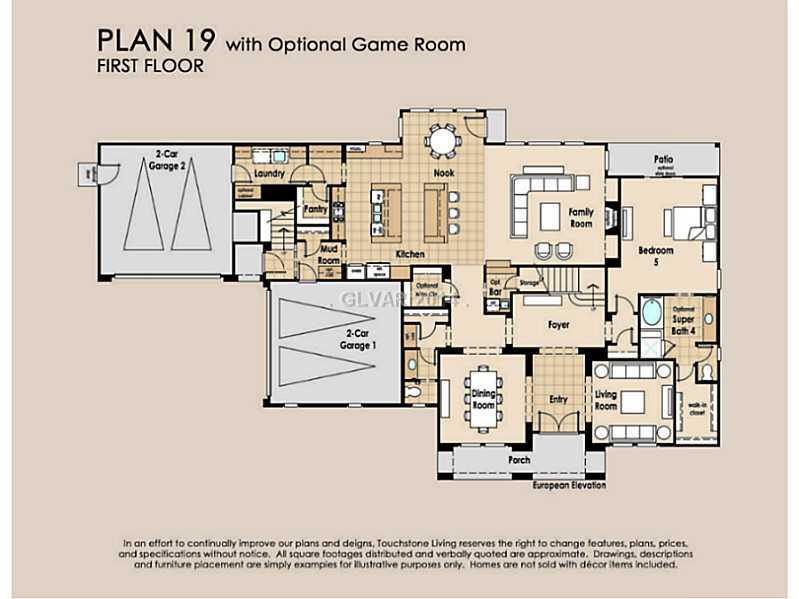 PLAN 19 with Optional Game Room
FIRST FLOOR
2-Car
Garage 2
Laundry
optional
cabinet
Pantry
Mud
Room
Nook
Kitchen
Family
Room
Patio
Bedroom
5
Optional
Opt.
Bar
Storage
GLVAR 2014
2-Car
Garage 1
Foyer
Optional
Super
Bath 4
Dining
Room
Entry
Living
Room
walk-in
closet
Porch
European Elevation
In an effort to continually improve our plans and deigns, Touchstone Living reserves the right to change features, plans, prices,
and specifications without notice. All square footages distributed and verbally quoted are approximate. Drawings, descriptions
and furniture placement are simply examples for illustrative purposes only. Homes are not sold with décor items included.